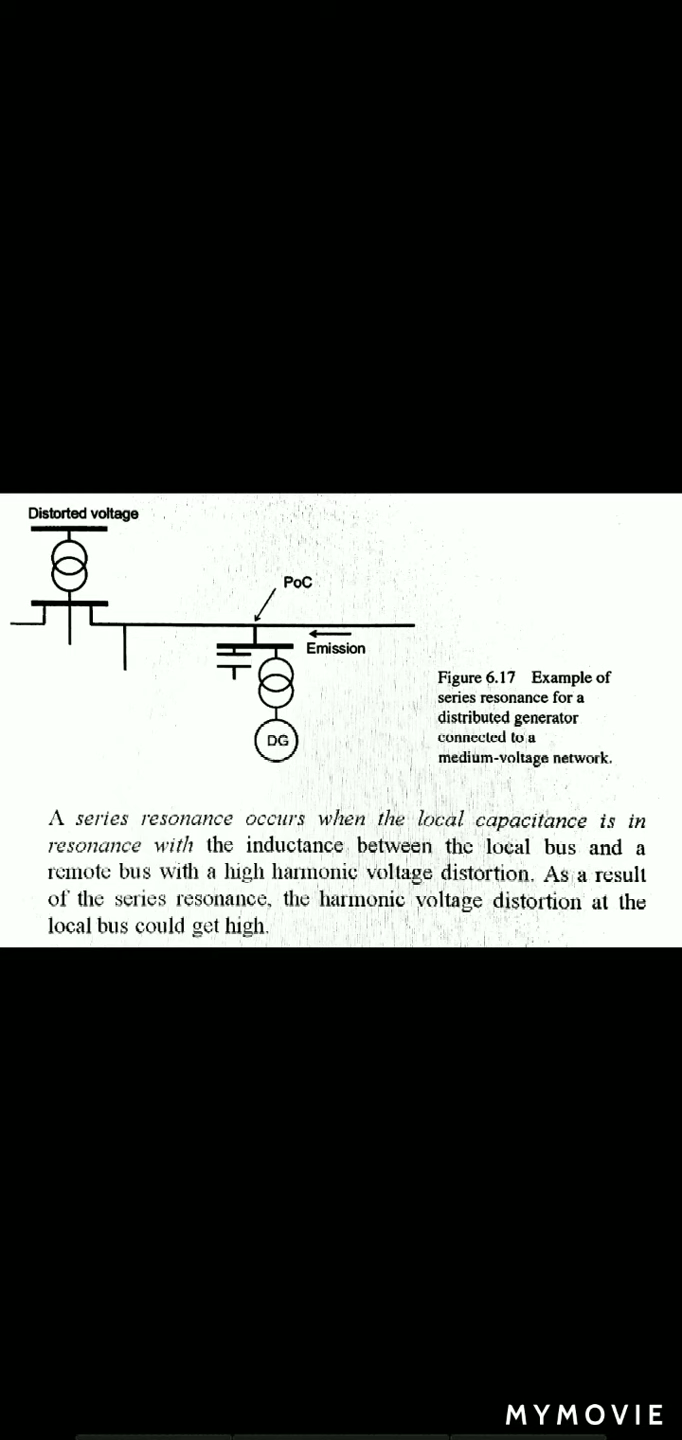 Distorted voltage
PoC
Emission
DG
Figure 6.17 Example of
series resonance for a
distributed generator
connected to a
medium-voltage network.
A series resonance occurs when the local capacitance is in
resonance with the inductance between the local bus and a
remote bus with a high harmonic voltage distortion. As a result
of the series resonance, the harmonic voltage distortion at the
local bus could get high.
MYMOVIE